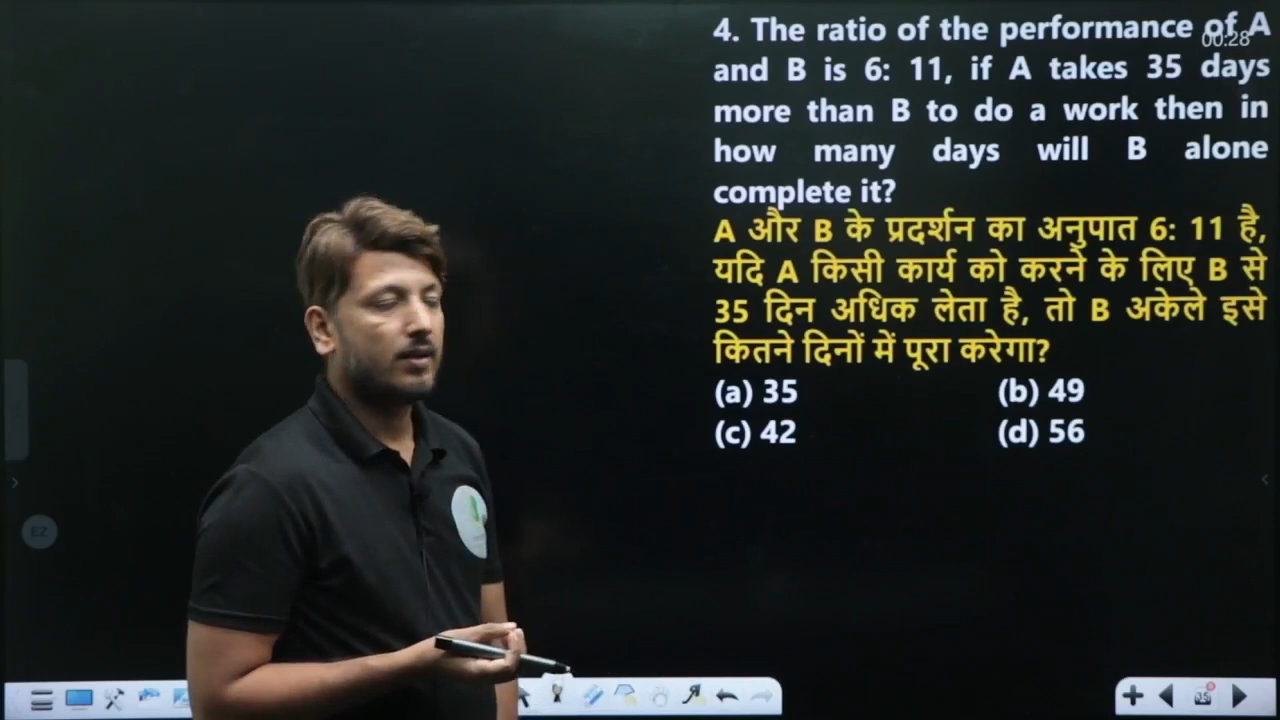 4. The ratio of the performance of A
00:28
and B is 6: 11, if A takes 35 days
more than B to do a work then in
how many days will B alone
complete it?
A और B के प्रदर्शन का अनुपात 6: 11 है,
यदि A किसी कार्य को करने के लिए B से
35 दिन अधिक लेता है, तो B अकेले इसे
कितने दिनों में पूरा करेगा?
(a) 35 (b) 49
(c) 42 (d) 56
EZ